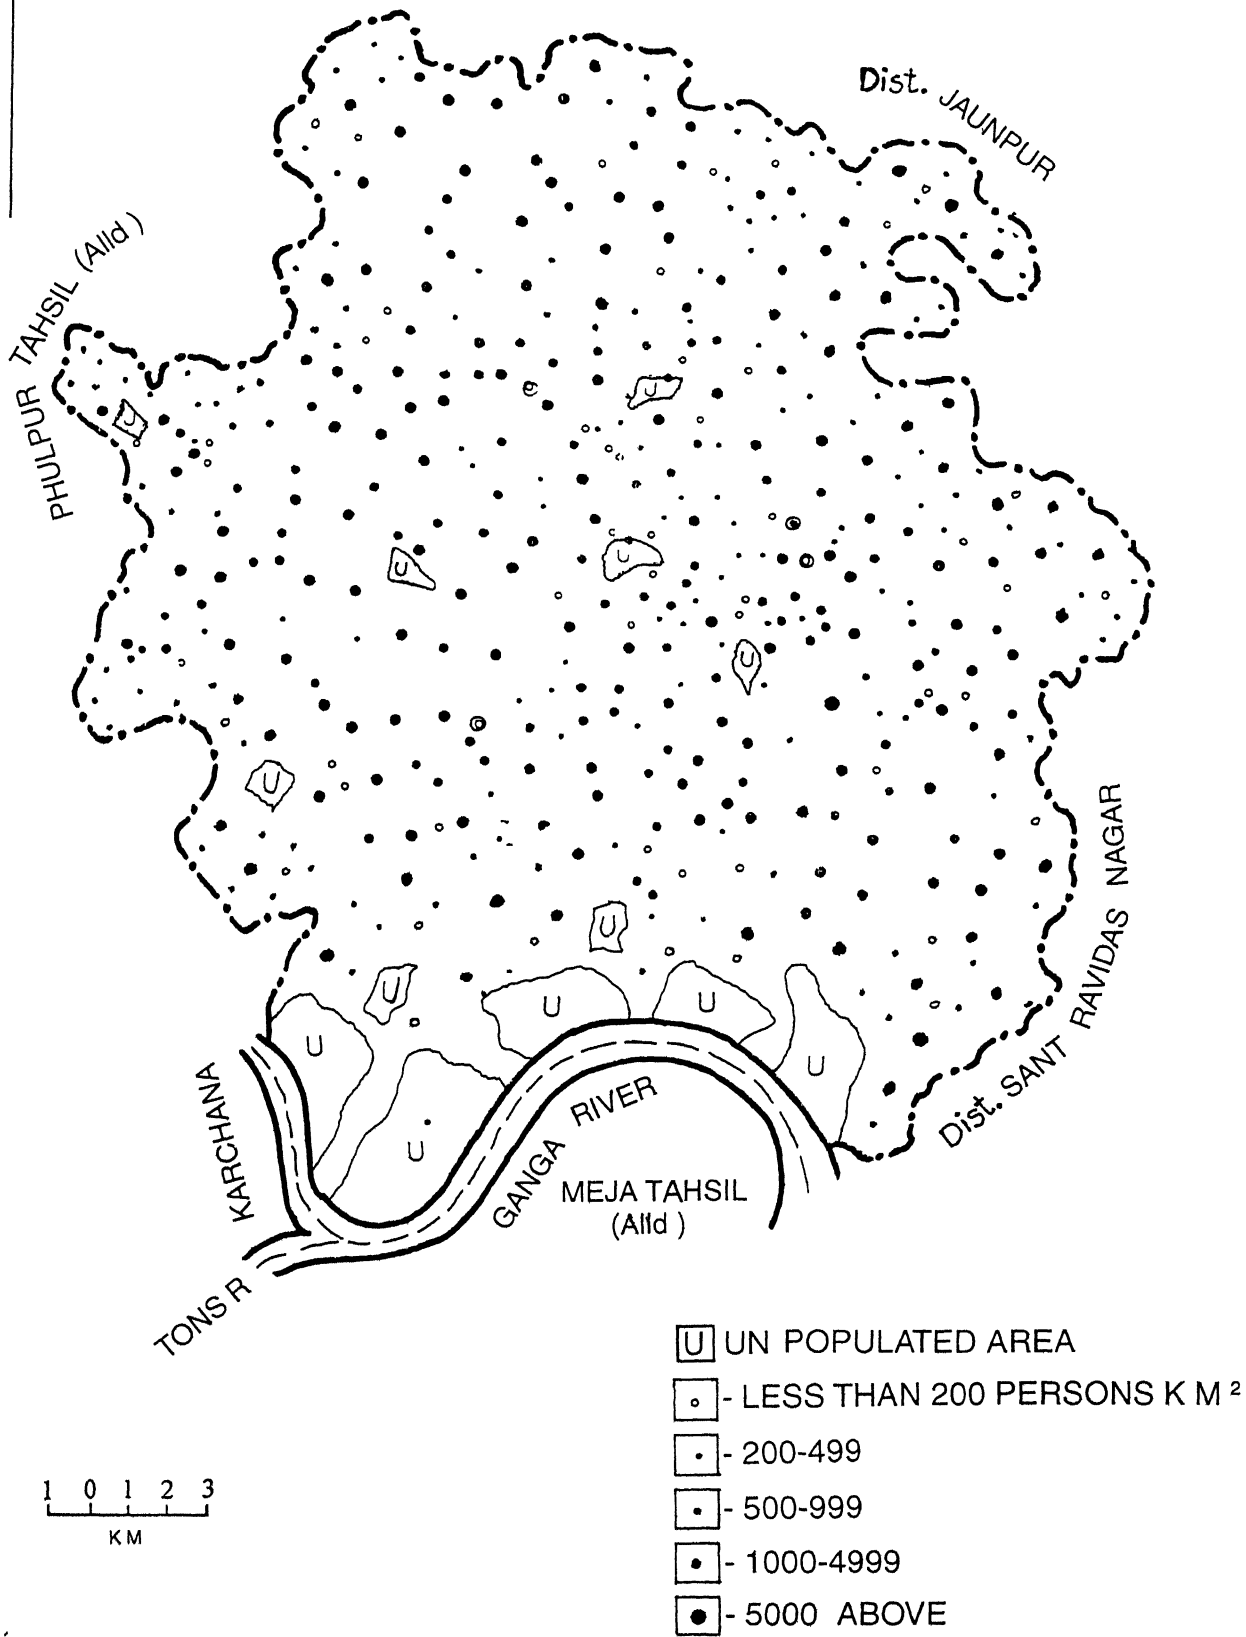 Dist. JAUNPUR
PHULPUR TAHSIL (Alld)
U
U
U
U
U
U
U
U
U
U
U
U
U
KARCHANA
GANGA RIVER
MEJA TAHSIL
(Alld)
TONS R
Dist. SANT RAVIDAS NAGAR
U UN POPULATED AREA
- LESS THAN 200 PERSONS KM²
- 200-499
- 500-999
- 1000-4999
- 5000 ABOVE
1 0 1 2 3
KM